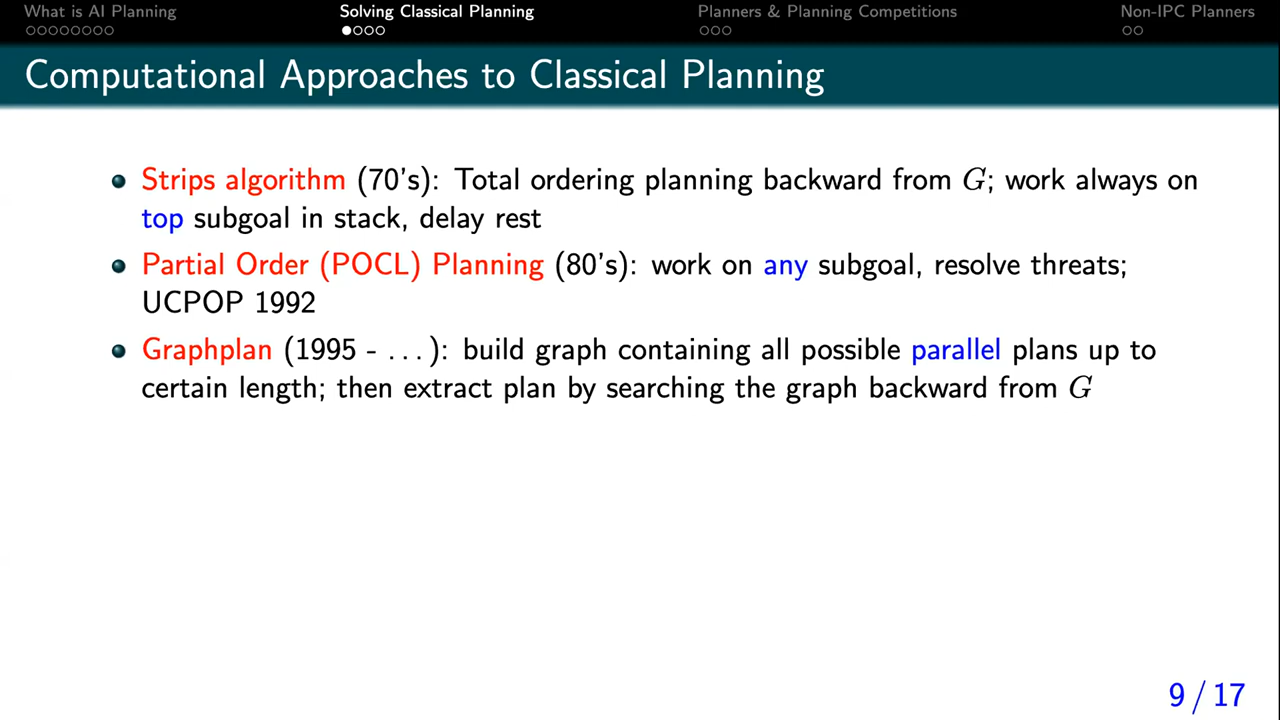 What is AI Planning Solving Classical Planning Planners & Planning Competitions Non-IPC Planners
Computational Approaches to Classical Planning
Strips algorithm (70's): Total ordering planning backward from G; work always on
top subgoal in stack, delay rest
Partial Order (POCL) Planning (80's): work on any subgoal, resolve threats;
UCPOP 1992
Graphplan (1995 - ...): build graph containing all possible parallel plans up to
certain length; then extract plan by searching the graph backward from G
9 / 17